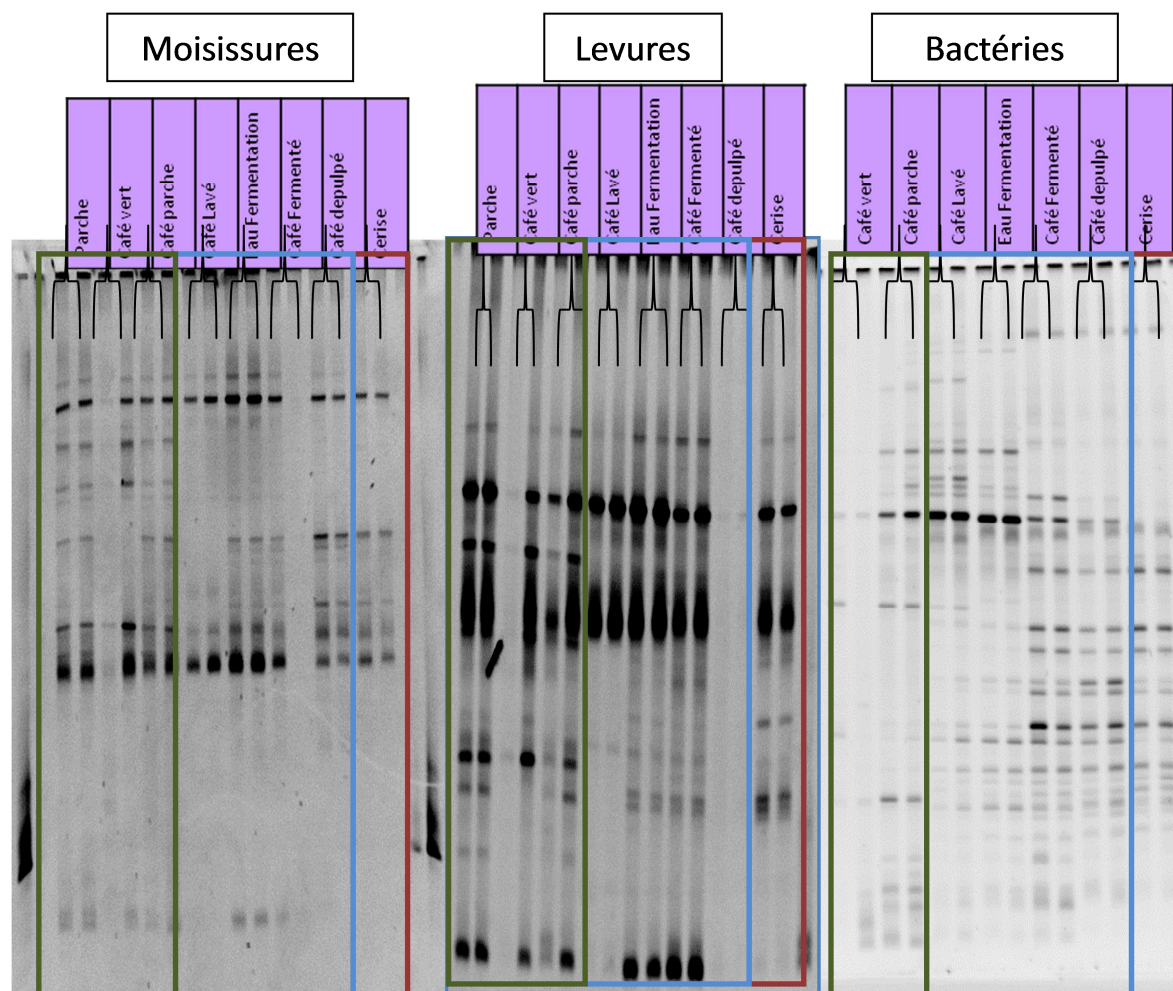 Moisissures
Levures
Bactéries
Parche
Café vert
Café parche
Café Lavé
Eau Fermentation
Café Fermenté
Café depulpé
Cerise
Parche
Café vert
Café parche
Café Lavé
Eau Fermentation
Café Fermenté
Café depulpé
Cerise
Café vert
Café parche
Café Lavé
Eau Fermentation
Café Fermenté
Café depulpé
Cerise